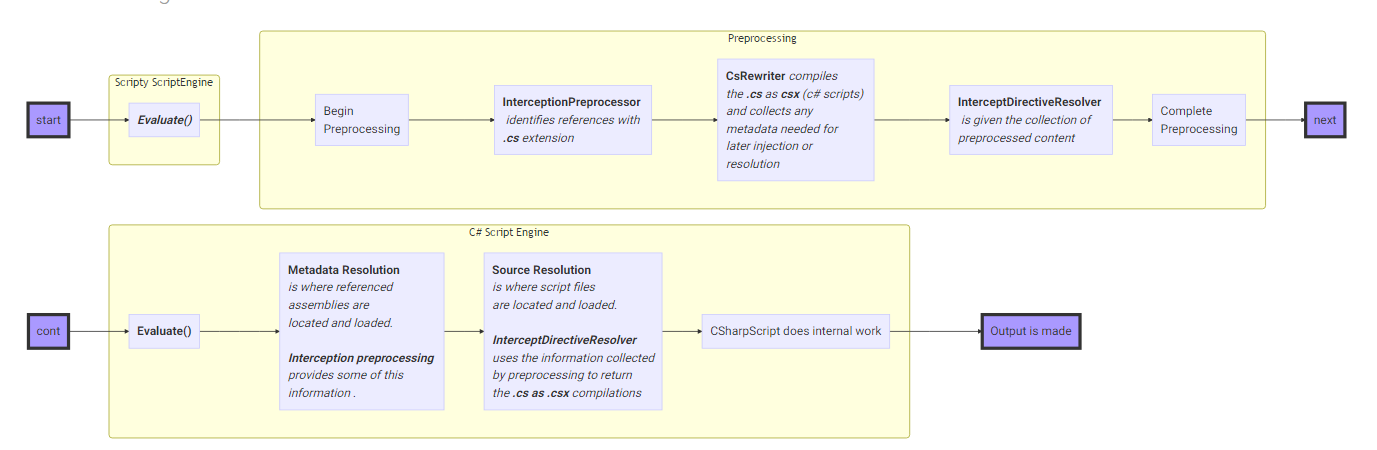 Preprocessing
Scripty ScriptEngine
start
Evaluate()
Begin
Preprocessing
InterceptionPreprocessor
identifies references with
.cs extension
CsRewriter compiles
the .cs as csx (c# scripts)
and collects any
metadata needed for
later injection or
resolution
InterceptDirectiveResolver
is given the collection of
preprocessed content
Complete
Preprocessing
next
C# Script Engine
cont
Evaluate()
Metadata Resolution
is where referenced
assemblies are
located and loaded.
Interception preprocessing
provides some of this
information .
Source Resolution
is where script files
are located and loaded.
InterceptDirectiveResolver
uses the information collected
by preprocessing to return
the .cs as .csx compilations
CSharpScript does internal work
Output is made